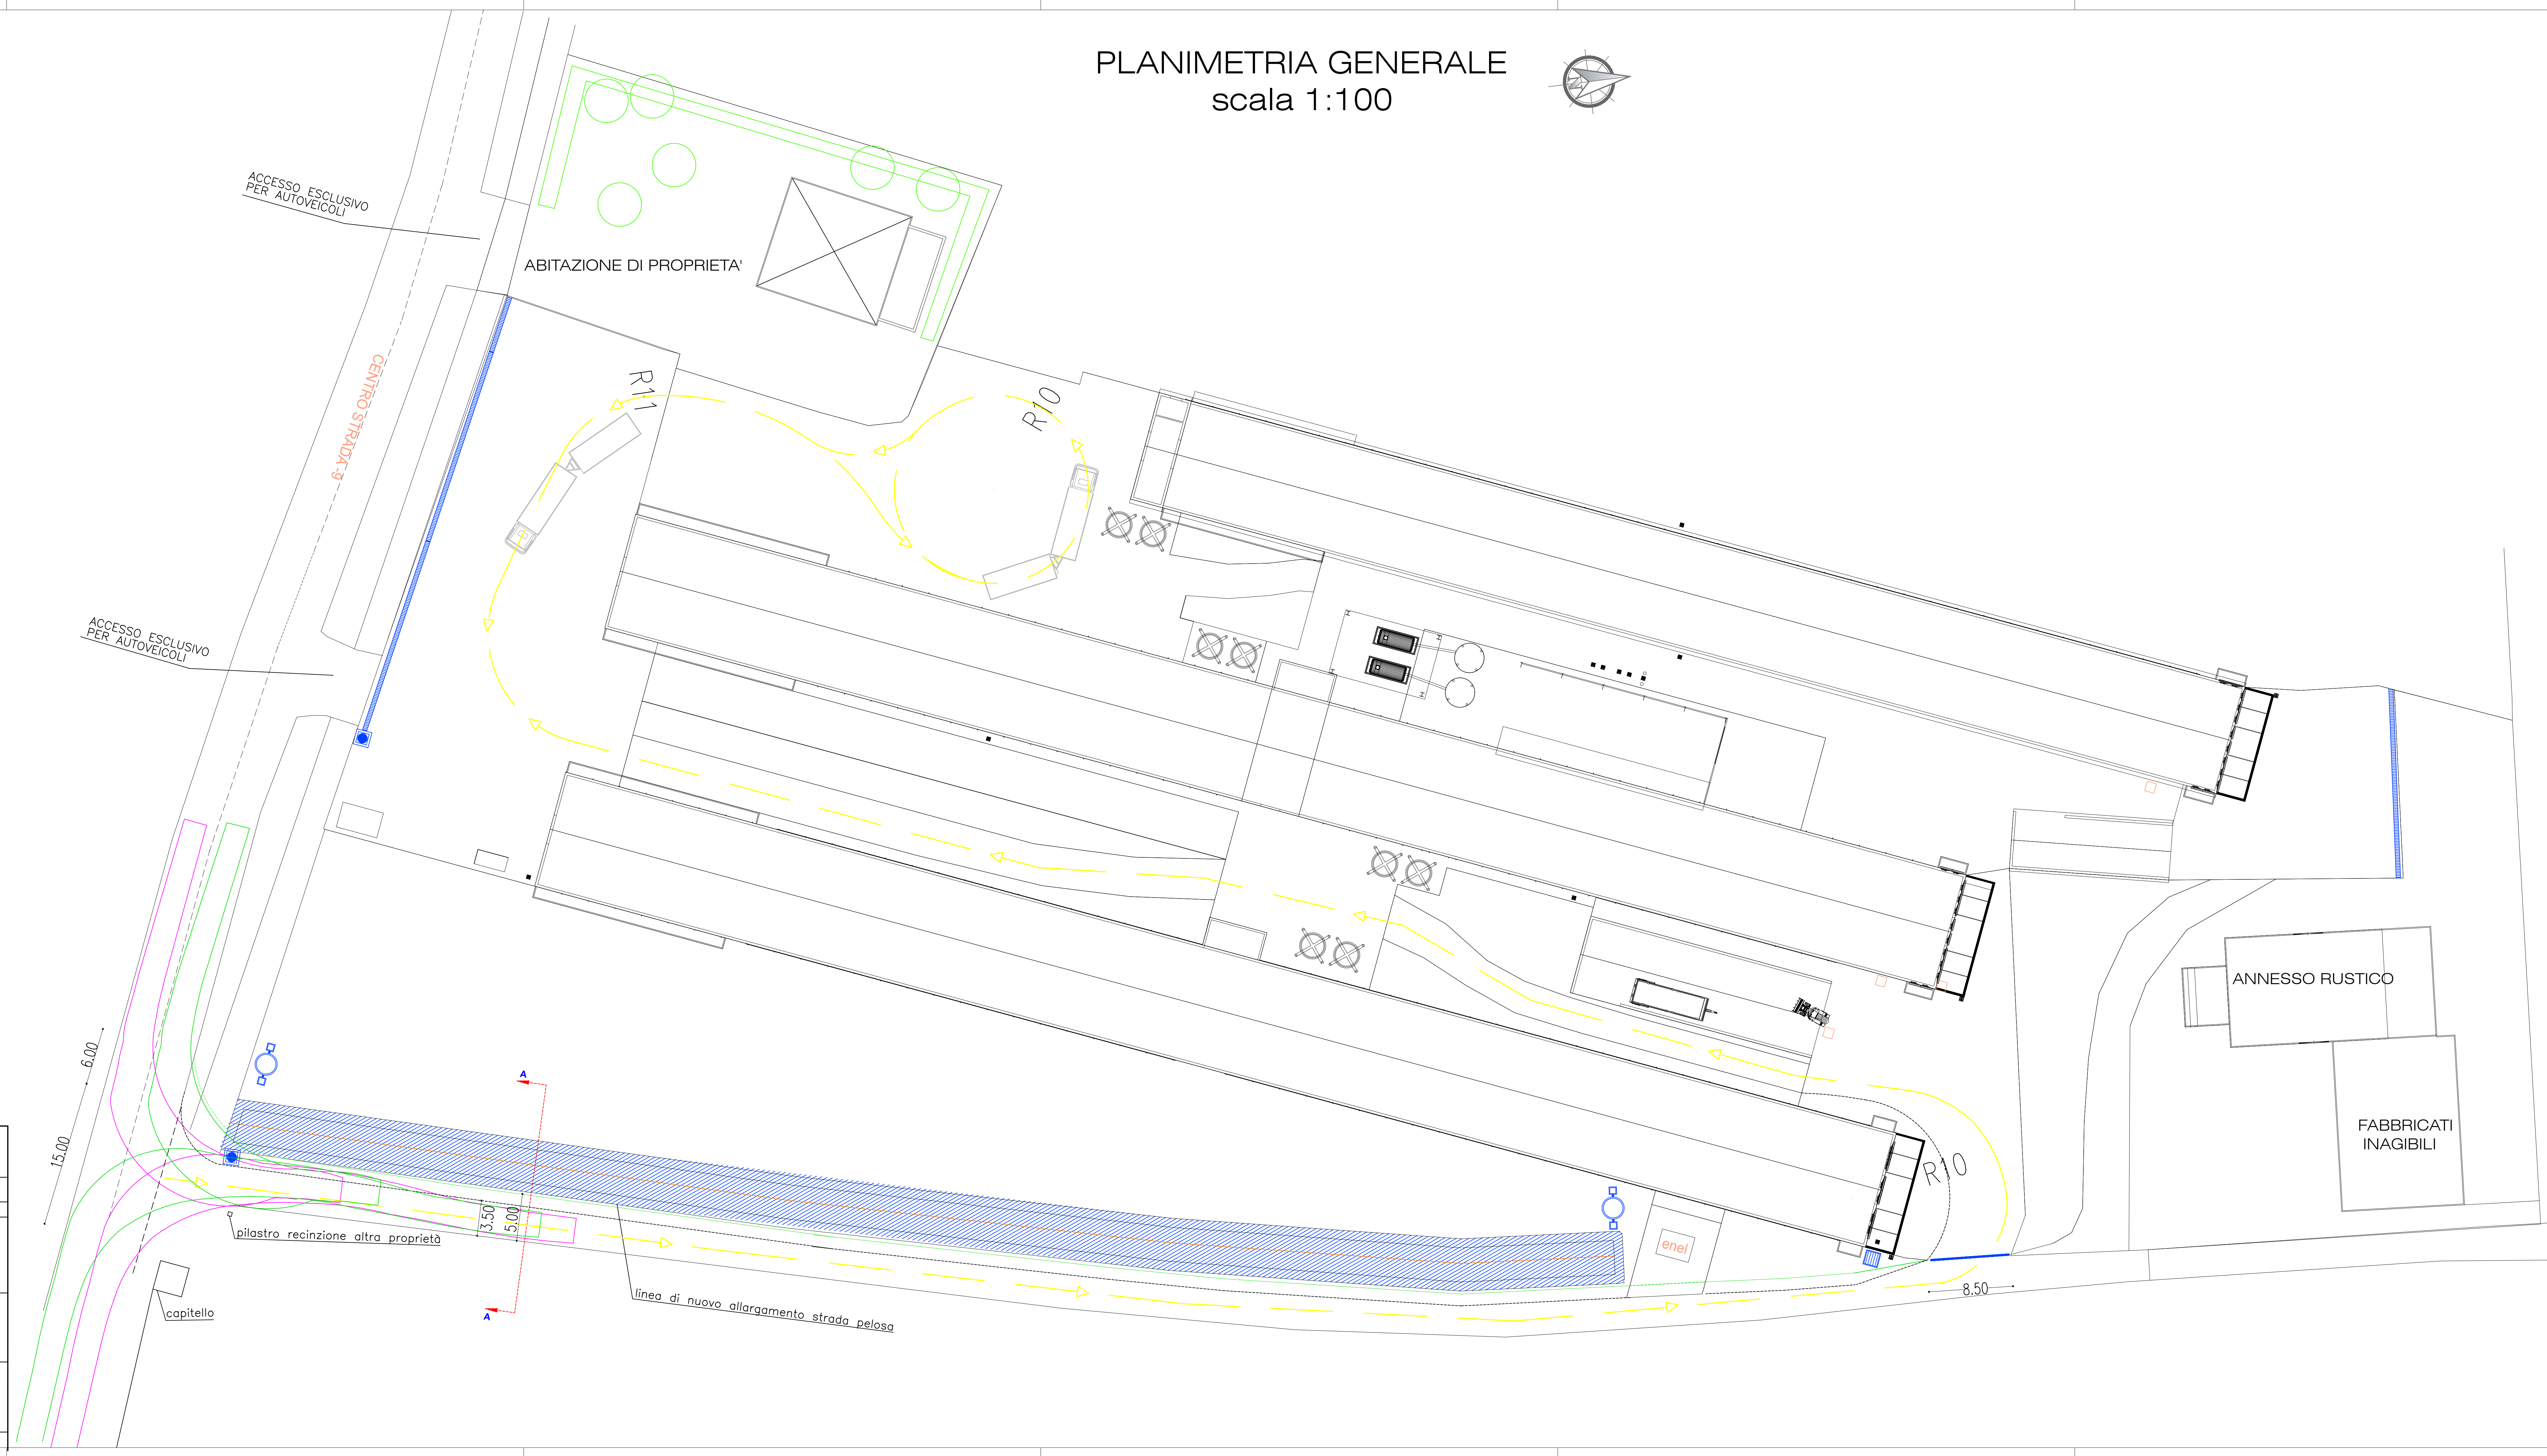 PLANIMETRIA GENERALE
scala 1:100
N
ACCESSO ESCLUSIVO
PER AUTOVEICOLI
ABITAZIONE DI PROPRIETA'
CENTRO STRADA-g
R11
R10
ACCESSO ESCLUSIVO
PER AUTOVEICOLI
ANNESSO RUSTICO
FABBRICATI
INAGIBILI
6.00
15.00
A
3.50
5.00
pilastro recinzione altra proprietà
capitello
A
linea di nuovo allargamento strada pelosa
enel
R10
8.50